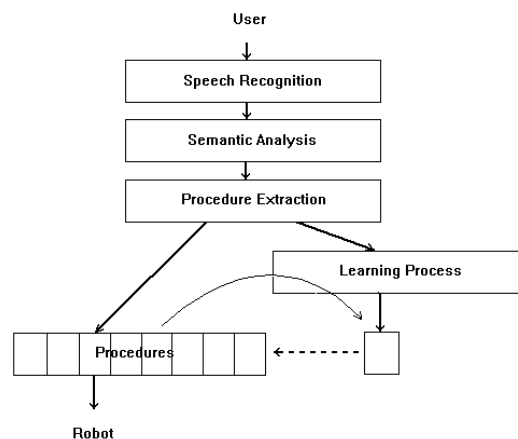 User
Speech Recognition
Semantic Analysis
Procedure Extraction
Learning Process
Procedures
Robot